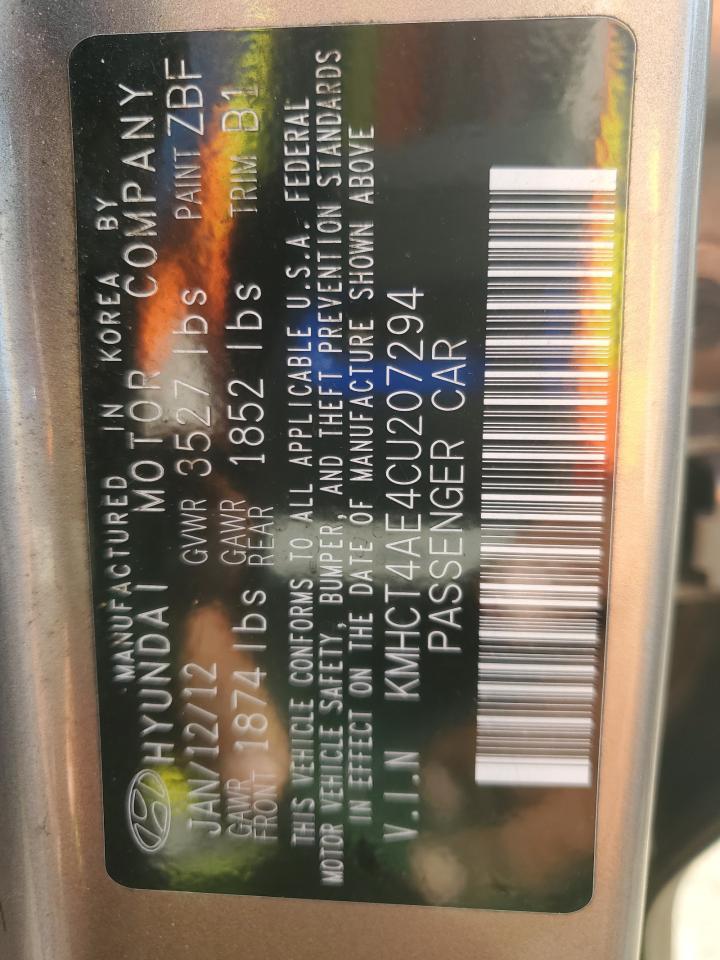 MANUFACTURED IN KOREA BY
HYUNDAI MOTOR COMPANY
JAN/12/12 GVWR 3527 lbs PAINT ZBF
GAWR FRONT 1874 lbs GAWR REAR 1852 lbs TRIM B1
THIS VEHICLE CONFORMS TO ALL APPLICABLE U.S.A. FEDERAL
MOTOR VEHICLE SAFETY, BUMPER, AND THEFT PREVENTION STANDARDS
IN EFFECT ON THE DATE OF MANUFACTURE SHOWN ABOVE
V.I.N KMHCT4AE4CU207294
PASSENGER CAR